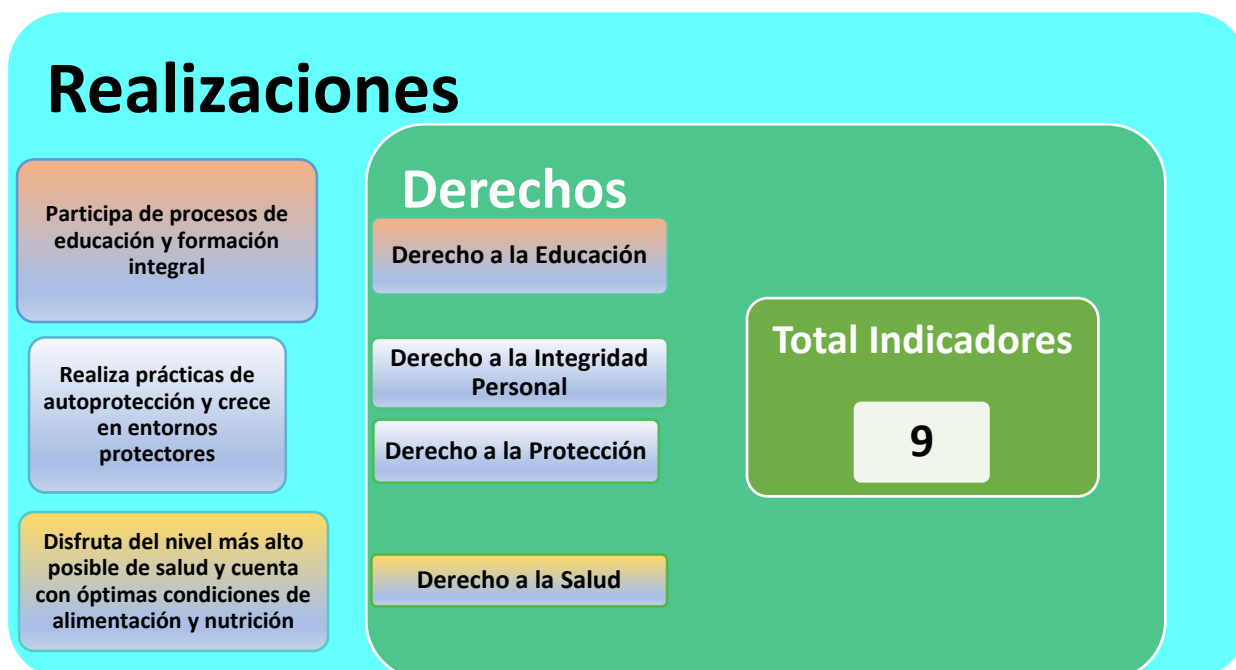 Realizaciones
Participa de procesos de
educación y formación
integral
Realiza prácticas de
autoprotección y crece
en entornos
protectores
Disfruta del nivel más alto
posible de salud y cuenta
con óptimas condiciones de
alimentación y nutrición
Derechos
Derecho a la Educación
Derecho a la Integridad
Personal
Derecho a la Protección
Derecho a la Salud
Total Indicadores
9